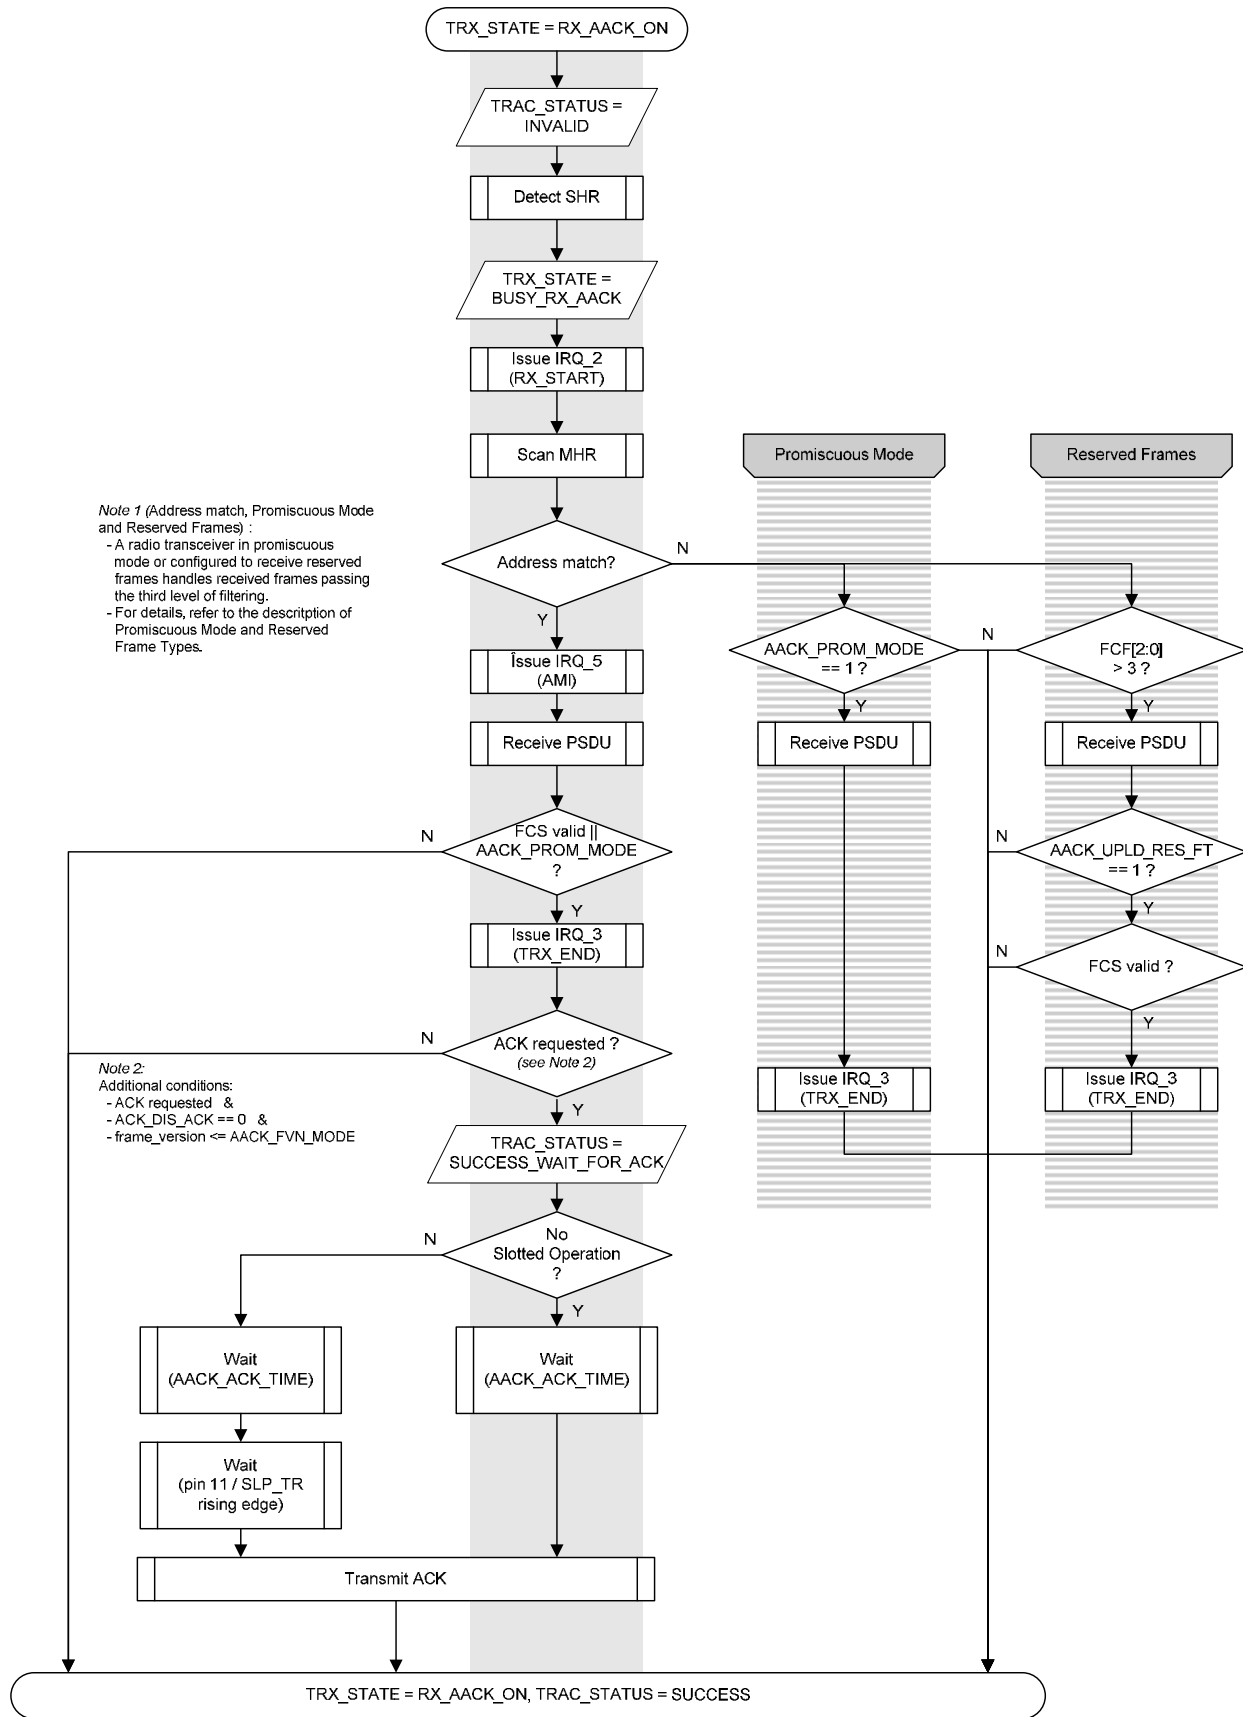 TRX_STATE = RX_AACK_ON
TRAC_STATUS =
INVALID
Detect SHR
TRX_STATE =
BUSY_RX_AACK
Issue IRQ_2
(RX_START)
Scan MHR
Promiscuous Mode
Reserved Frames
Note 1 (Address match, Promiscuous Mode
and Reserved Frames) :
- A radio transceiver in promiscuous
mode or configured to receive reserved
frames handles received frames passing
the third level of filtering.
- For details, refer to the descritption of
Promiscuous Mode and Reserved
Frame Types.
Address match?
N
Y
Îssue IRQ_5
(AMI)
AACK_PROM_MODE
== 1 ?
N
FCF[2:0]
> 3 ?
Y
Y
Receive PSDU
Receive PSDU
Receive PSDU
N
FCS valid ||
AACK_PROM_MODE
?
N
AACK_UPLD_RES_FT
== 1 ?
Y
Y
Issue IRQ_3
(TRX_END)
N
FCS valid ?
Y
N
ACK requested ?
(see Note 2)
Note 2:
Additional conditions:
- ACK requested &
- ACK_DIS_ACK == 0 &
- frame_version <= AACK_FVN_MODE
Issue IRQ_3
(TRX_END)
Issue IRQ_3
(TRX_END)
Y
TRAC_STATUS =
SUCCESS_WAIT_FOR_ACK
N
No
Slotted Operation
?
Y
Wait
(AACK_ACK_TIME)
Wait
(AACK_ACK_TIME)
Wait
(pin 11 / SLP_TR
rising edge)
Transmit ACK
TRX_STATE = RX_AACK_ON, TRAC_STATUS = SUCCESS